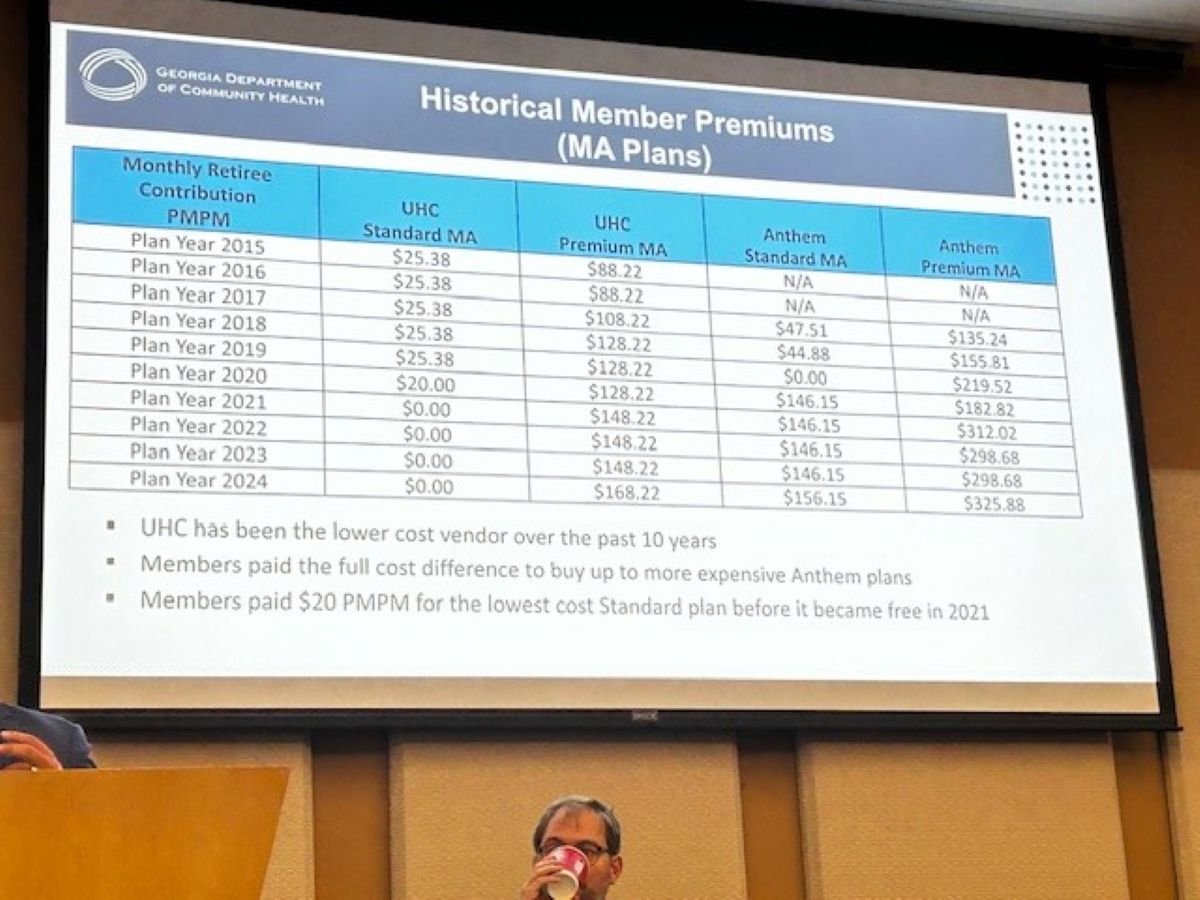 GEORGIA DEPARTMENT
OF COMMUNITY HEALTH
Historical Member Premiums
(MA Plans)
Monthly Retiree
Contribution
PMPM
UHC
Standard MA
UHC
Premium MA
Anthem
Standard MA
Anthem
Premium MA
Plan Year 2015 $25.38 $88.22 N/A N/A
Plan Year 2016 $25.38 $88.22 N/A N/A
Plan Year 2017 $25.38 $108.22 $47.51 $135.24
Plan Year 2018 $25.38 $128.22 $44.88 $155.81
Plan Year 2019 $25.38 $128.22 $0.00 $219.52
Plan Year 2020 $20.00 $128.22 $146.15 $182.82
Plan Year 2021 $0.00 $148.22 $146.15 $312.02
Plan Year 2022 $0.00 $148.22 $146.15 $298.68
Plan Year 2023 $0.00 $148.22 $146.15 $298.68
Plan Year 2024 $0.00 $168.22 $156.15 $325.88
▪ UHC has been the lower cost vendor over the past 10 years
▪ Members paid the full cost difference to buy up to more expensive Anthem plans
▪ Members paid $20 PMPM for the lowest cost Standard plan before it became free in 2021